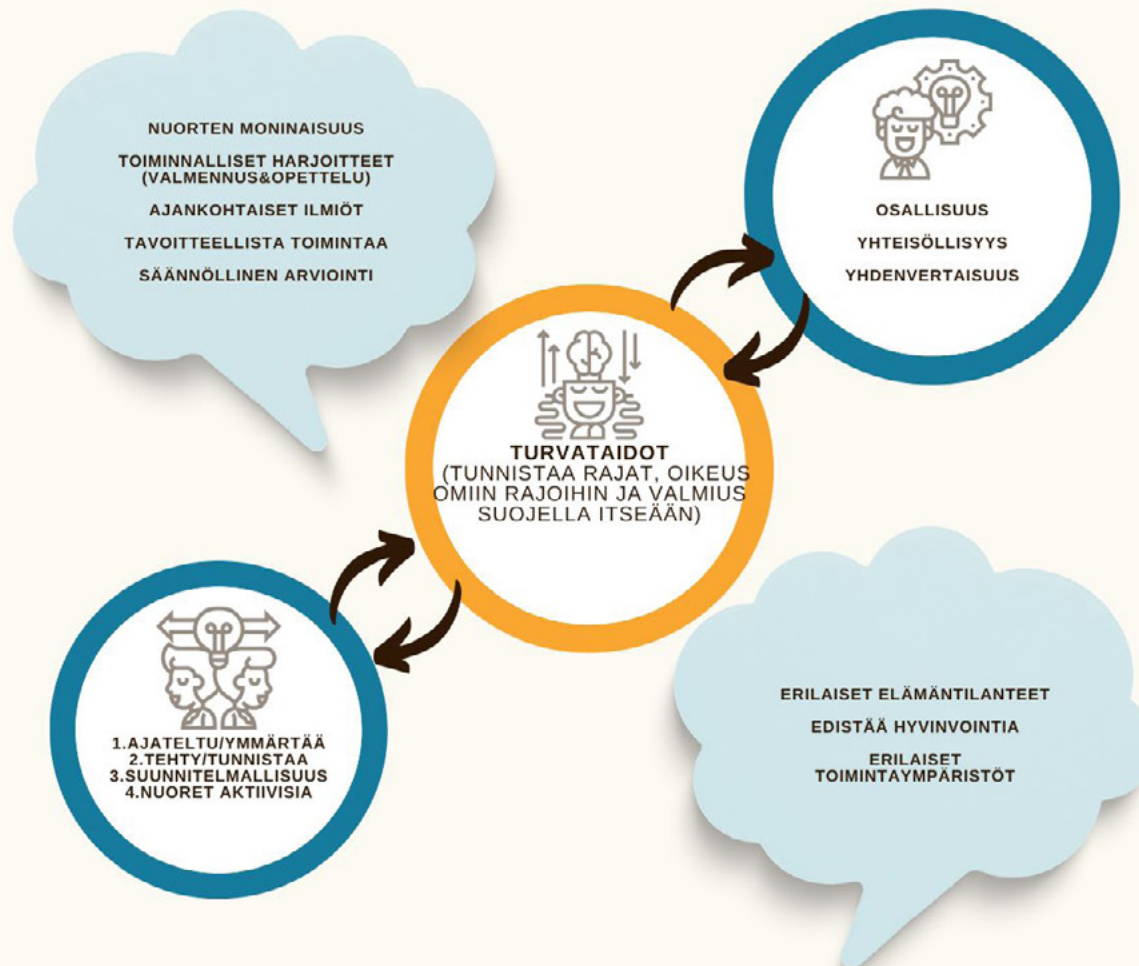 NUORTEN MONINAISUUS
TOIMINNALLISET HARJOITTEET
(VALMENNUS&OPETTELU)
AJANKOHTAISET ILMIÖT
TAVOITTEELLISTA TOIMINTAA
SÄÄNNÖLLINEN ARVIOINTI
OSALLISUUS
YHTEISÖLLISYYS
YHDENVERTAISUUS
TURVATAIDOT
(TUNNISTAA RAJAT, OIKEUS
OMIIN RAJOIHIN JA VALMIUS
SUOJELLA ITSEÄÄN)
1.AJATELTU/YMMÄRTÄÄ
2.TEHTY/TUNNISTAA
3.SUUNNITELMALLISUUS
4.NUORET AKTIIVISIA
ERILAISET ELÄMÄNTILANTEET
EDISTÄÄ HYVINVOINTIA
ERILAISET
TOIMINTAYMPÄRISTÖT